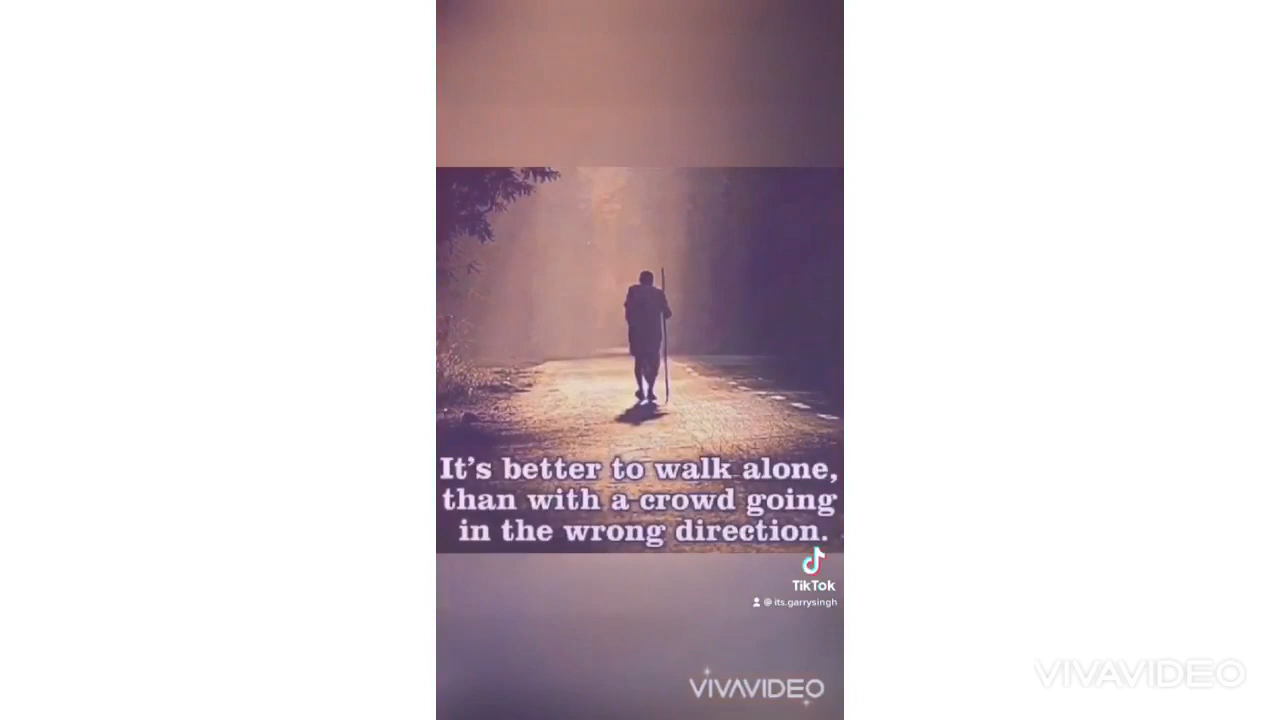 It's better to walk alone,
than with a crowd going
in the wrong direction.
TikTok
@its.garrysingh
VIVAVIDEO
VIVAVIDEO